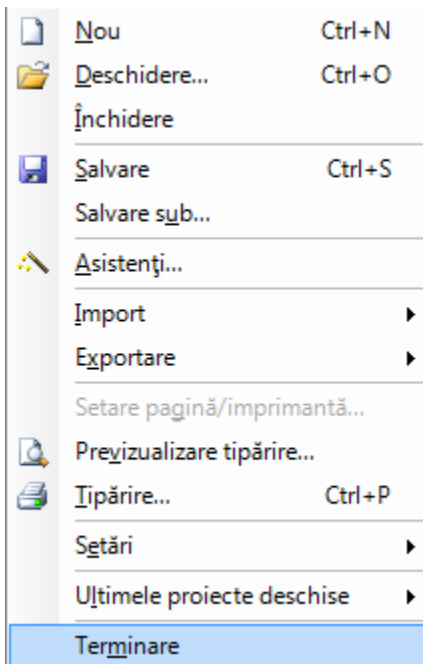 Nou Ctrl+N
Deschidere... Ctrl+O
Închidere
Salvare Ctrl+S
Salvare sub...
Asistenţi...
Import
Exportare
Setare pagină/imprimantă...
Previzualizare tipărire...
Tipărire... Ctrl+P
Setări
Ultimele proiecte deschise
Terminare